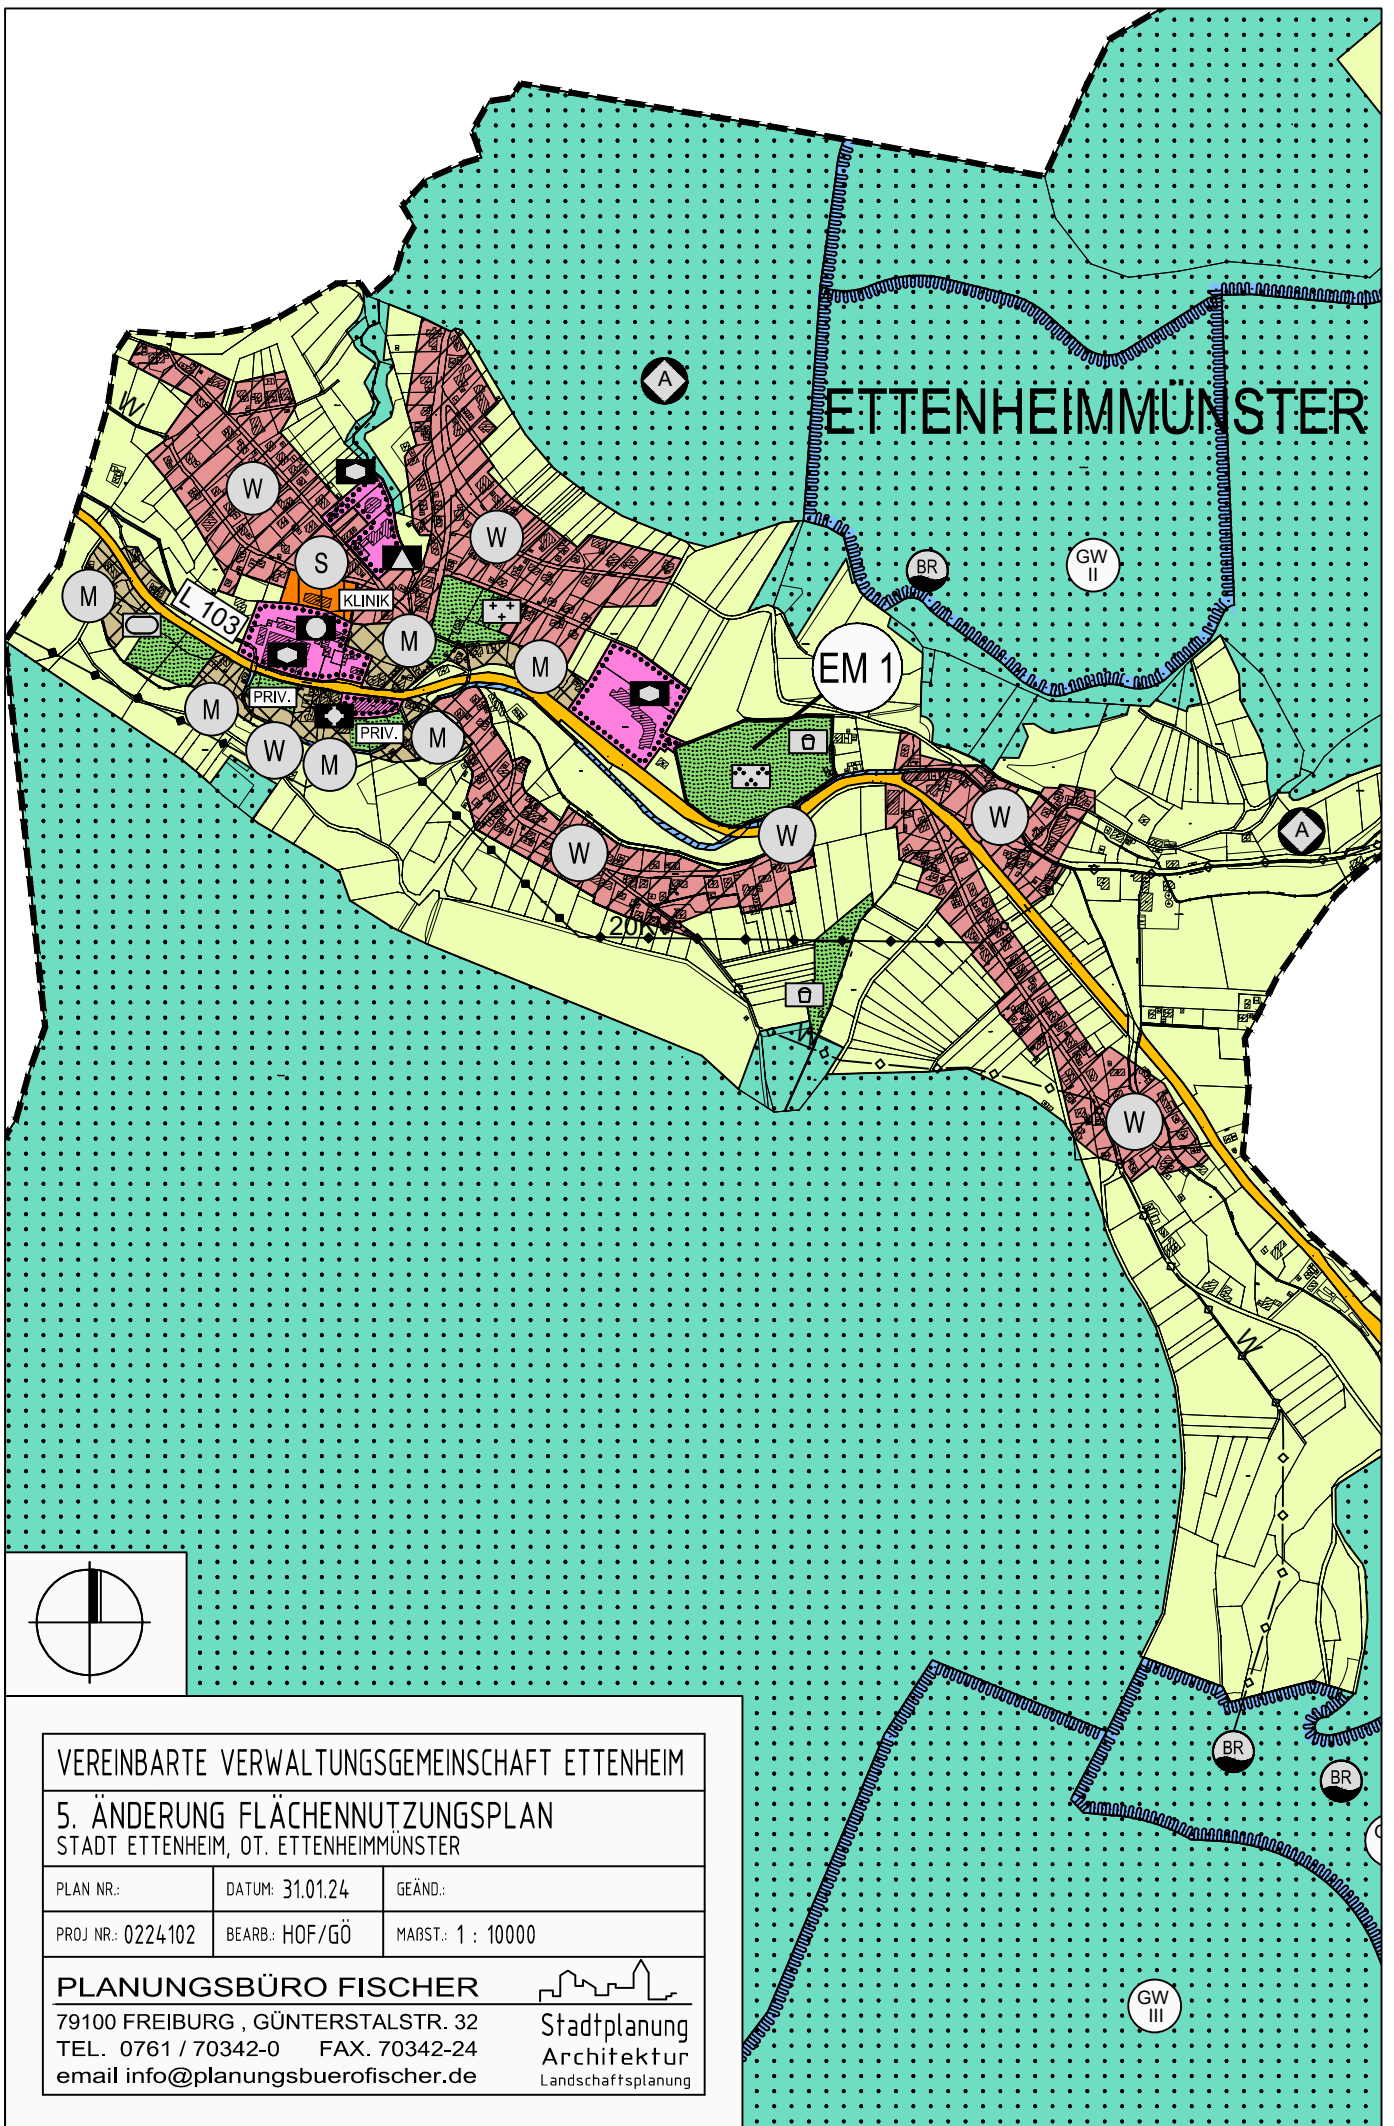 A
ETTENHEIMMÜNSTER
W
W
W
BR
GW
II
S
M
KLINIK
L 103
M
M
EM 1
PRIV.
M
PRIV.
W
M
M
W
W
W
A
20KV
W
W
W
BR
BR
GW
III
VEREINBARTE VERWALTUNGSGEMEINSCHAFT ETTENHEIM
5. ÄNDERUNG FLÄCHENNUTZUNGSPLAN
STADT ETTENHEIM, OT. ETTENHEIMMÜNSTER
PLAN NR.: DATUM: 31.01.24 GEÄND.:
PROJ NR.: 0224102 BEARB.: HOF/GÖ MAßST.: 1 : 10000
PLANUNGSBÜRO FISCHER
79100 FREIBURG , GÜNTERSTALSTR. 32
TEL. 0761 / 70342-0 FAX. 70342-24
email info@planungsbuerofischer.de
Stadtplanung
Architektur
Landschaftsplanung